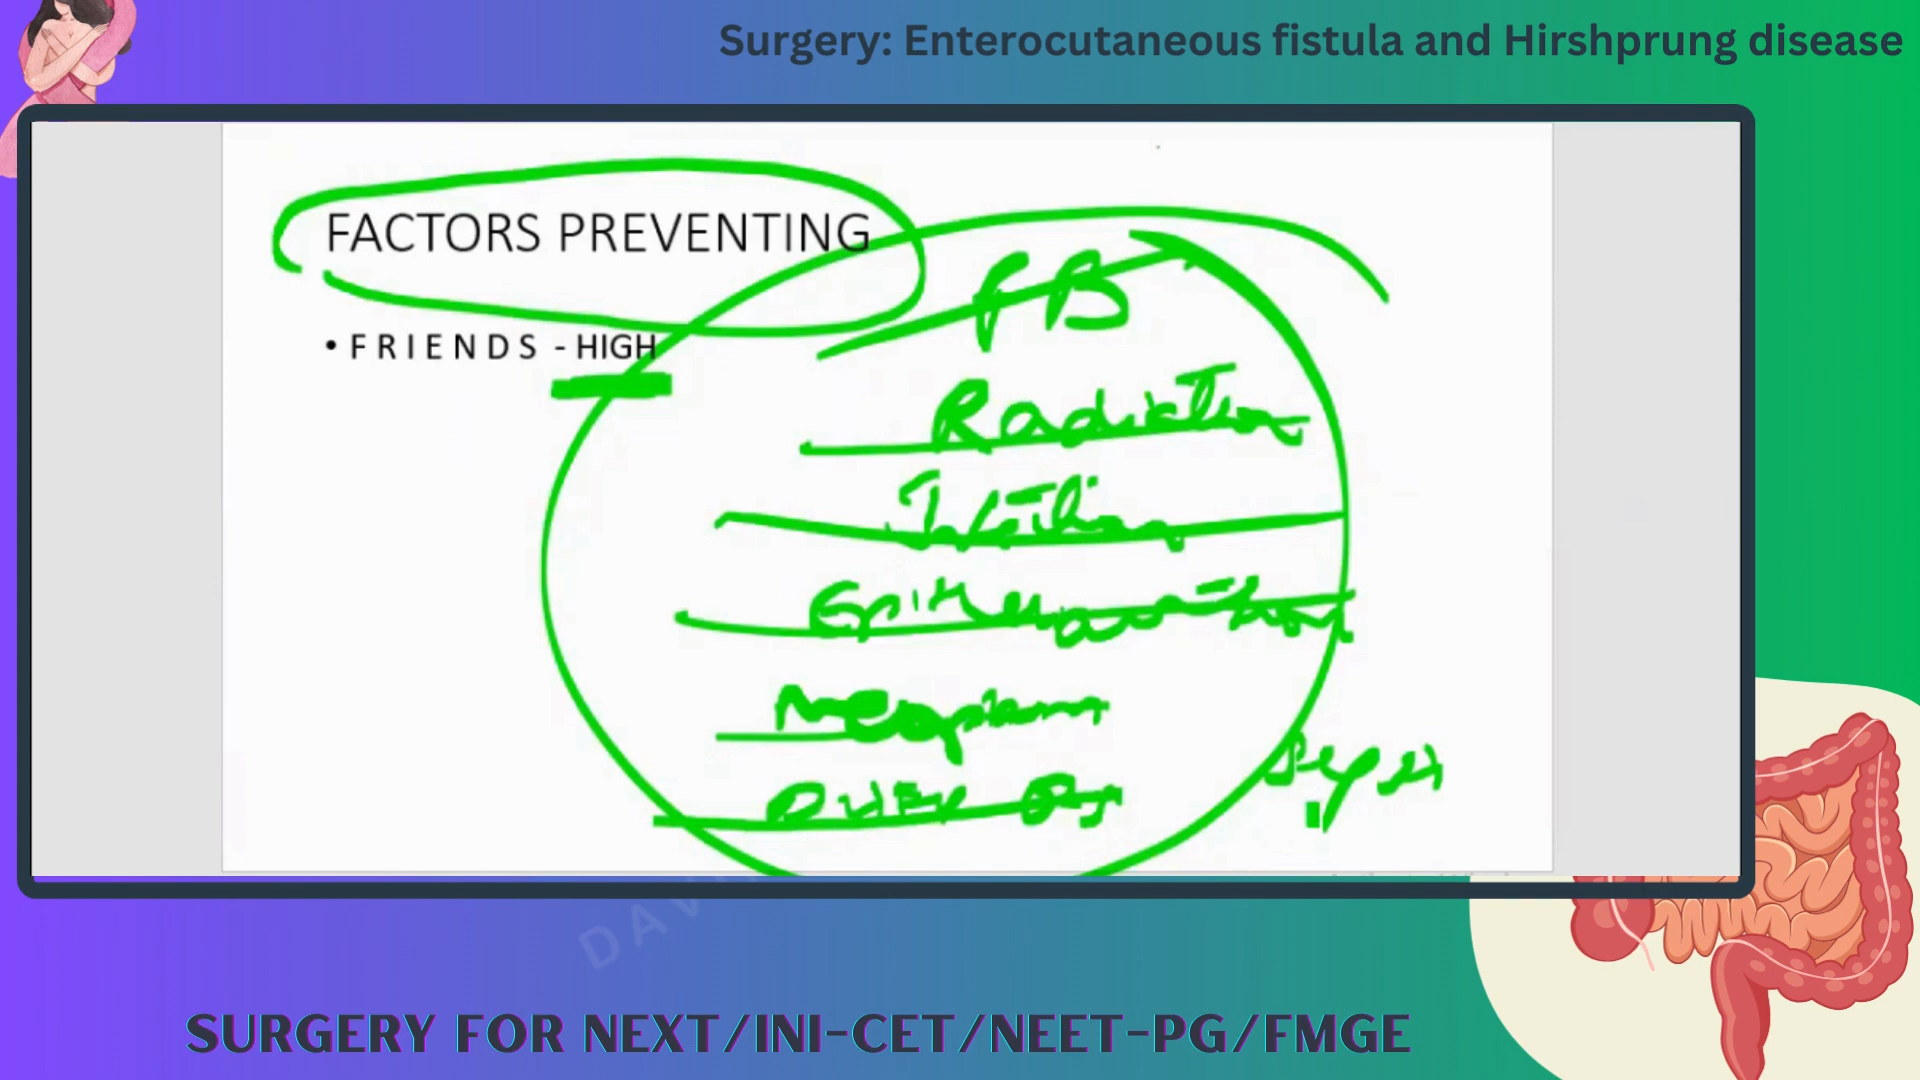 Surgery: Enterocutaneous fistula and Hirshprung disease
FACTORS PREVENTING
• F R I E N D S - HIGH
FB
Radiation
Neoplasm
DAV
SURGERY FOR NEXT/INI-CET/NEET-PG/FMGE